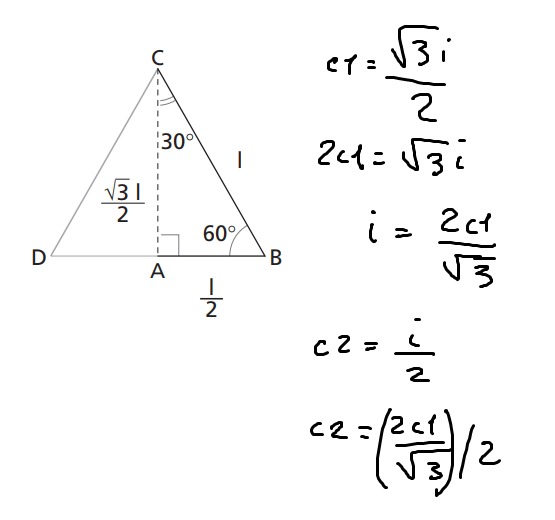 C
30°
l
√3 l
2
60°
D
A
B
l
2
c1 = √3 i / 2
2c1 = √3 i
i = 2c1 / √3
c2 = i / 2
c2 = (2c1 / √3) / 2